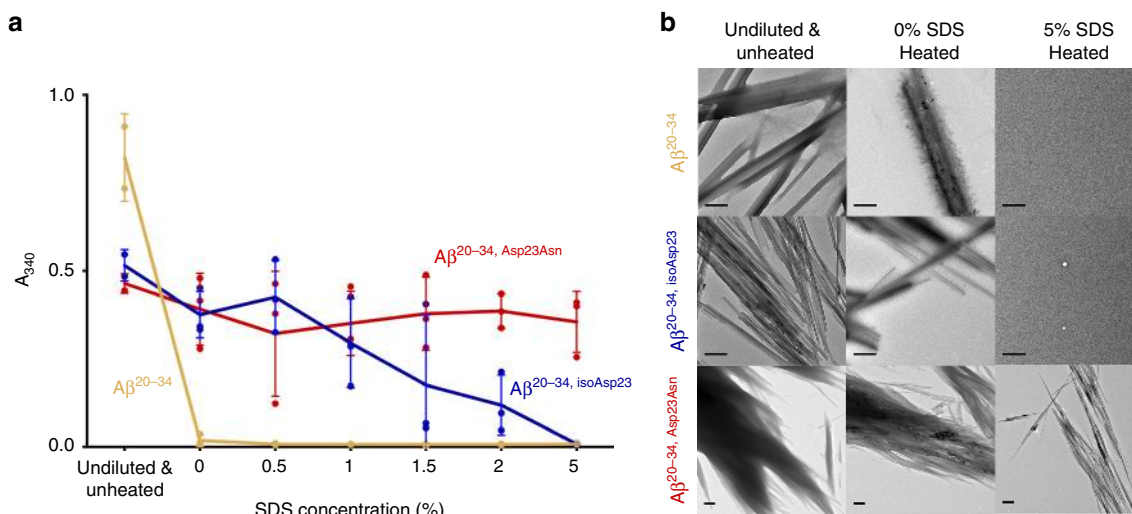 a
A₃₄₀
1.0
0.5
0.0
Aβ²⁰⁻³⁴
Aβ²⁰⁻³⁴, ᴬˢᵖ²³ᴬˢⁿ
Aβ²⁰⁻³⁴, ⁱˢᵒᴬˢᵖ²³
Undiluted &
unheated
0
0.5
1
1.5
2
5
SDS concentration (%)
b
Undiluted &
unheated
0% SDS
Heated
5% SDS
Heated
Aβ²⁰⁻³⁴
Aβ²⁰⁻³⁴, ⁱˢᵒᴬˢᵖ²³
Aβ²⁰⁻³⁴, ᴬˢᵖ²³ᴬˢⁿ